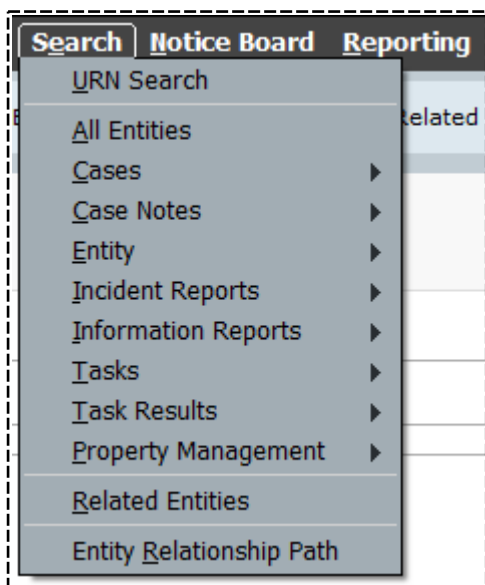 Search Notice Board Reporting
URN Search
Related
All Entities
Cases
Case Notes
Entity
Incident Reports
Information Reports
Tasks
Task Results
Property Management
Related Entities
Entity Relationship Path